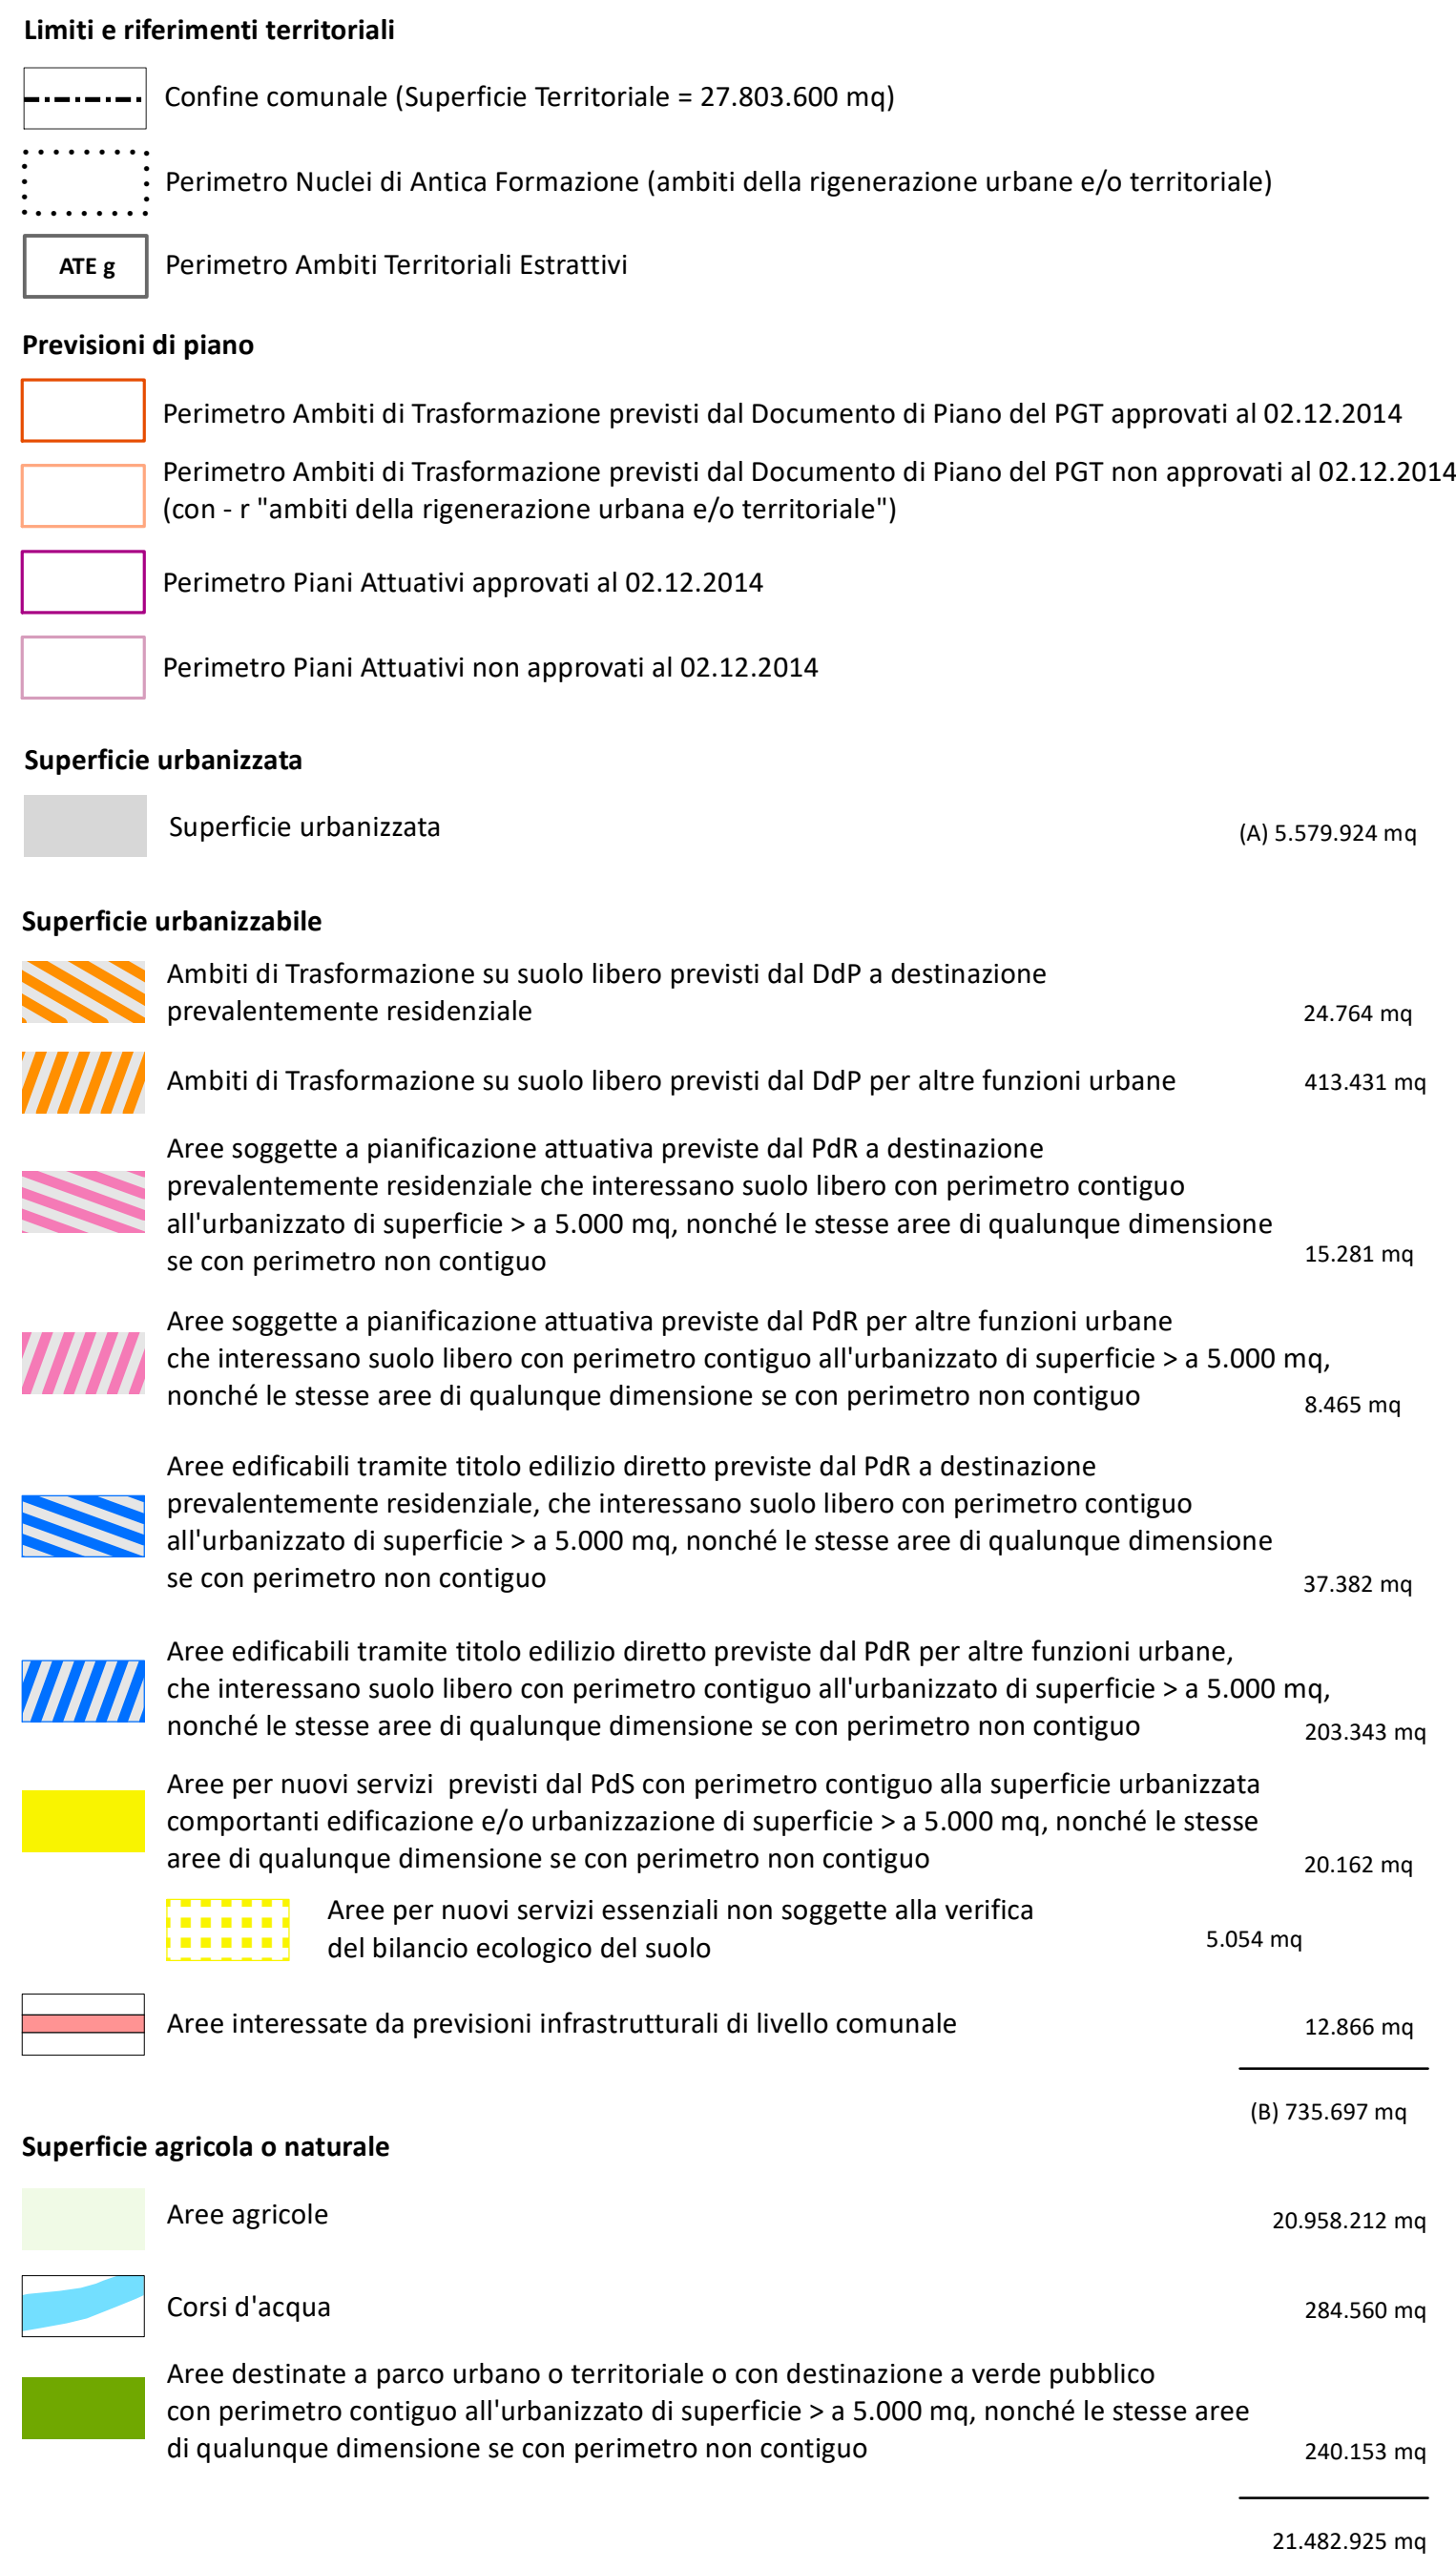 Limiti e riferimenti territoriali
Confine comunale (Superficie Territoriale = 27.803.600 mq)
Perimetro Nuclei di Antica Formazione (ambiti della rigenerazione urbane e/o territoriale)
ATE g
Perimetro Ambiti Territoriali Estrattivi
Previsioni di piano
Perimetro Ambiti di Trasformazione previsti dal Documento di Piano del PGT approvati al 02.12.2014
Perimetro Ambiti di Trasformazione previsti dal Documento di Piano del PGT non approvati al 02.12.2014
(con - r "ambiti della rigenerazione urbana e/o territoriale")
Perimetro Piani Attuativi approvati al 02.12.2014
Perimetro Piani Attuativi non approvati al 02.12.2014
Superficie urbanizzata
Superficie urbanizzata
(A) 5.579.924 mq
Superficie urbanizzabile
Ambiti di Trasformazione su suolo libero previsti dal DdP a destinazione
prevalentemente residenziale
24.764 mq
Ambiti di Trasformazione su suolo libero previsti dal DdP per altre funzioni urbane
413.431 mq
Aree soggette a pianificazione attuativa previste dal PdR a destinazione
prevalentemente residenziale che interessano suolo libero con perimetro contiguo
all'urbanizzato di superficie > a 5.000 mq, nonché le stesse aree di qualunque dimensione
se con perimetro non contiguo
15.281 mq
Aree soggette a pianificazione attuativa previste dal PdR per altre funzioni urbane
che interessano suolo libero con perimetro contiguo all'urbanizzato di superficie > a 5.000 mq,
nonché le stesse aree di qualunque dimensione se con perimetro non contiguo
8.465 mq
Aree edificabili tramite titolo edilizio diretto previste dal PdR a destinazione
prevalentemente residenziale, che interessano suolo libero con perimetro contiguo
all'urbanizzato di superficie > a 5.000 mq, nonché le stesse aree di qualunque dimensione
se con perimetro non contiguo
37.382 mq
Aree edificabili tramite titolo edilizio diretto previste dal PdR per altre funzioni urbane,
che interessano suolo libero con perimetro contiguo all'urbanizzato di superficie > a 5.000 mq,
nonché le stesse aree di qualunque dimensione se con perimetro non contiguo
203.343 mq
Aree per nuovi servizi previsti dal PdS con perimetro contiguo alla superficie urbanizzata
comportanti edificazione e/o urbanizzazione di superficie > a 5.000 mq, nonché le stesse
aree di qualunque dimensione se con perimetro non contiguo
20.162 mq
Aree per nuovi servizi essenziali non soggette alla verifica
del bilancio ecologico del suolo
5.054 mq
Aree interessate da previsioni infrastrutturali di livello comunale
12.866 mq
(B) 735.697 mq
Superficie agricola o naturale
Aree agricole
20.958.212 mq
Corsi d'acqua
284.560 mq
Aree destinate a parco urbano o territoriale o con destinazione a verde pubblico
con perimetro contiguo all'urbanizzato di superficie > a 5.000 mq, nonché le stesse aree
di qualunque dimensione se con perimetro non contiguo
240.153 mq
21.482.925 mq